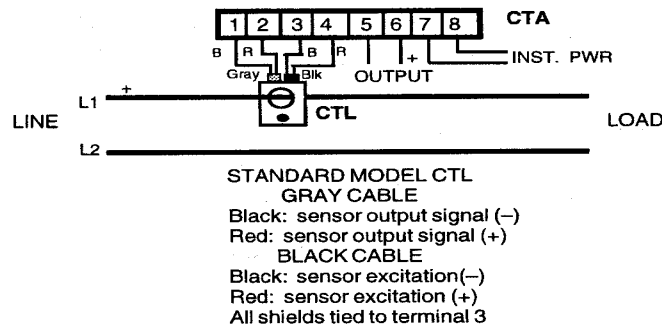 1 2 3 4 5 6 7 8 CTA
B R B R + INST. PWR
Gray Blk OUTPUT
L1 + CTL
LINE LOAD
L2
STANDARD MODEL CTL
GRAY CABLE
Black: sensor output signal (–)
Red: sensor output signal (+)
BLACK CABLE
Black: sensor excitation(–)
Red: sensor excitation (+)
All shields tied to terminal 3